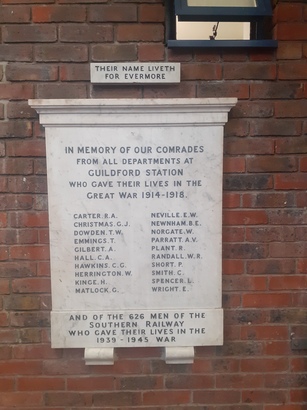 THEIR NAME LIVETH
FOR EVERMORE
IN MEMORY OF OUR COMRADES
FROM ALL DEPARTMENTS AT
GUILDFORD STATION
WHO GAVE THEIR LIVES IN THE
GREAT WAR 1914-1918.
CARTER. R.A.
CHRISTMAS. G.J.
DOWDEN. T.W.
EMMINGS. T.
GILBERT. A.
HALL. C.A.
HAWKINS. C.G.
HERRINGTON. W.
KINGE. H.
MATLOCK. G.
NEVILLE. E.W.
NEWNHAM. B.E.
NORGATE. W.
PARRATT. A.V.
PLANT. R.
RANDALL. W.R.
SHORT. P.
SMITH. C.
SPENCER. L.
WRIGHT. E.
AND OF THE 626 MEN OF THE
SOUTHERN RAILWAY
WHO GAVE THEIR LIVES IN THE
1939 - 1945 WAR